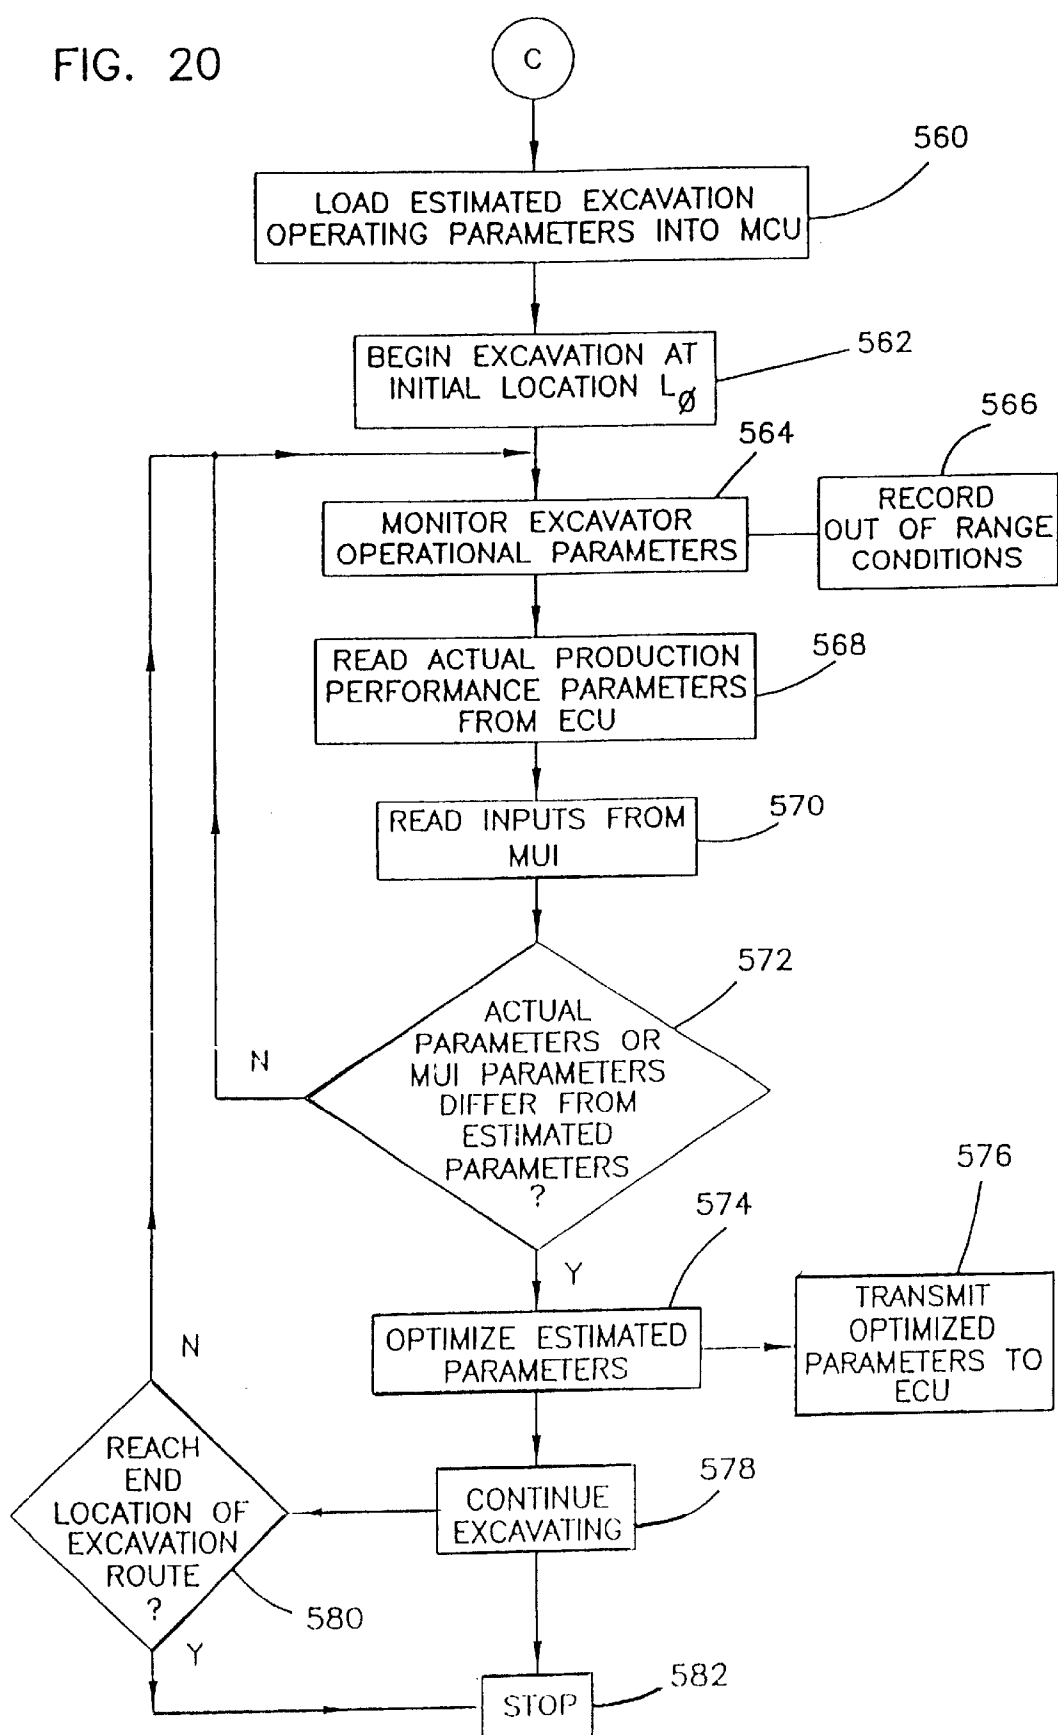 FIG. 20
C
560
LOAD ESTIMATED EXCAVATION
OPERATING PARAMETERS INTO MCU
562
BEGIN EXCAVATION AT
INITIAL LOCATION LØ
564
MONITOR EXCAVATOR
OPERATIONAL PARAMETERS
566
RECORD
OUT OF RANGE
CONDITIONS
568
READ ACTUAL PRODUCTION
PERFORMANCE PARAMETERS
FROM ECU
570
READ INPUTS FROM
MUI
572
ACTUAL
PARAMETERS OR
MUI PARAMETERS
DIFFER FROM
ESTIMATED
PARAMETERS
?
N
Y
574
OPTIMIZE ESTIMATED
PARAMETERS
576
TRANSMIT
OPTIMIZED
PARAMETERS TO
ECU
578
CONTINUE
EXCAVATING
N
REACH
END
LOCATION OF
EXCAVATION
ROUTE
?
580
Y
582
STOP